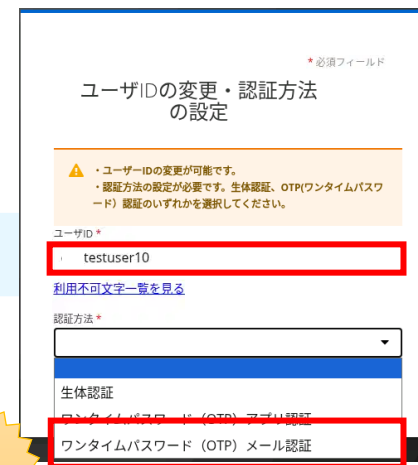 * 必須フィールド
ユーザIDの変更・認証方法
の設定
・ユーザーIDの変更が可能です。
・認証方法の設定が必要です。生体認証、OTP(ワンタイムパスワ
ード）認証のいずれかを選択してください。
ユーザID *
testuser10
利用不可文字一覧を見る
認証方法 *
生体認証
ワンタイムパスワード（OTP）アプリ認証
ワンタイムパスワード（OTP）メール認証